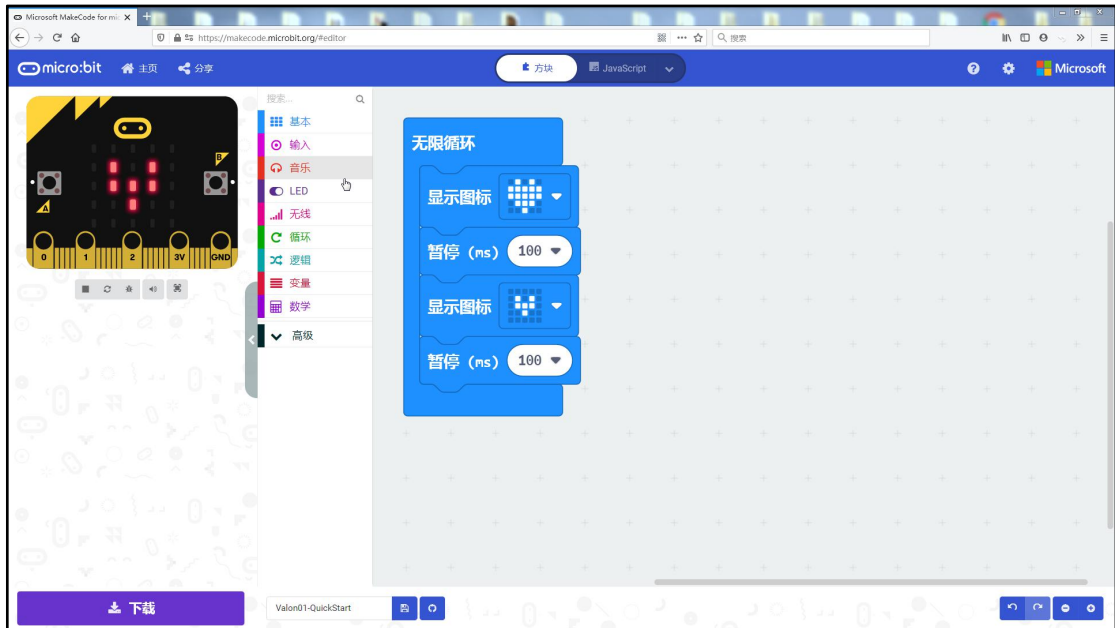 Microsoft MakeCode for mic
https://makecode.microbit.org/#editor
搜索
micro:bit
主页
分享
方块
JavaScript
Microsoft
搜索...
基本
输入
音乐
LED
无线
循环
逻辑
变量
数学
高级
B
A
0
1
2
3V
GND
无限循环
显示图标
暂停 (ms) 100
显示图标
暂停 (ms) 100
下载
Valon01-QuickStart